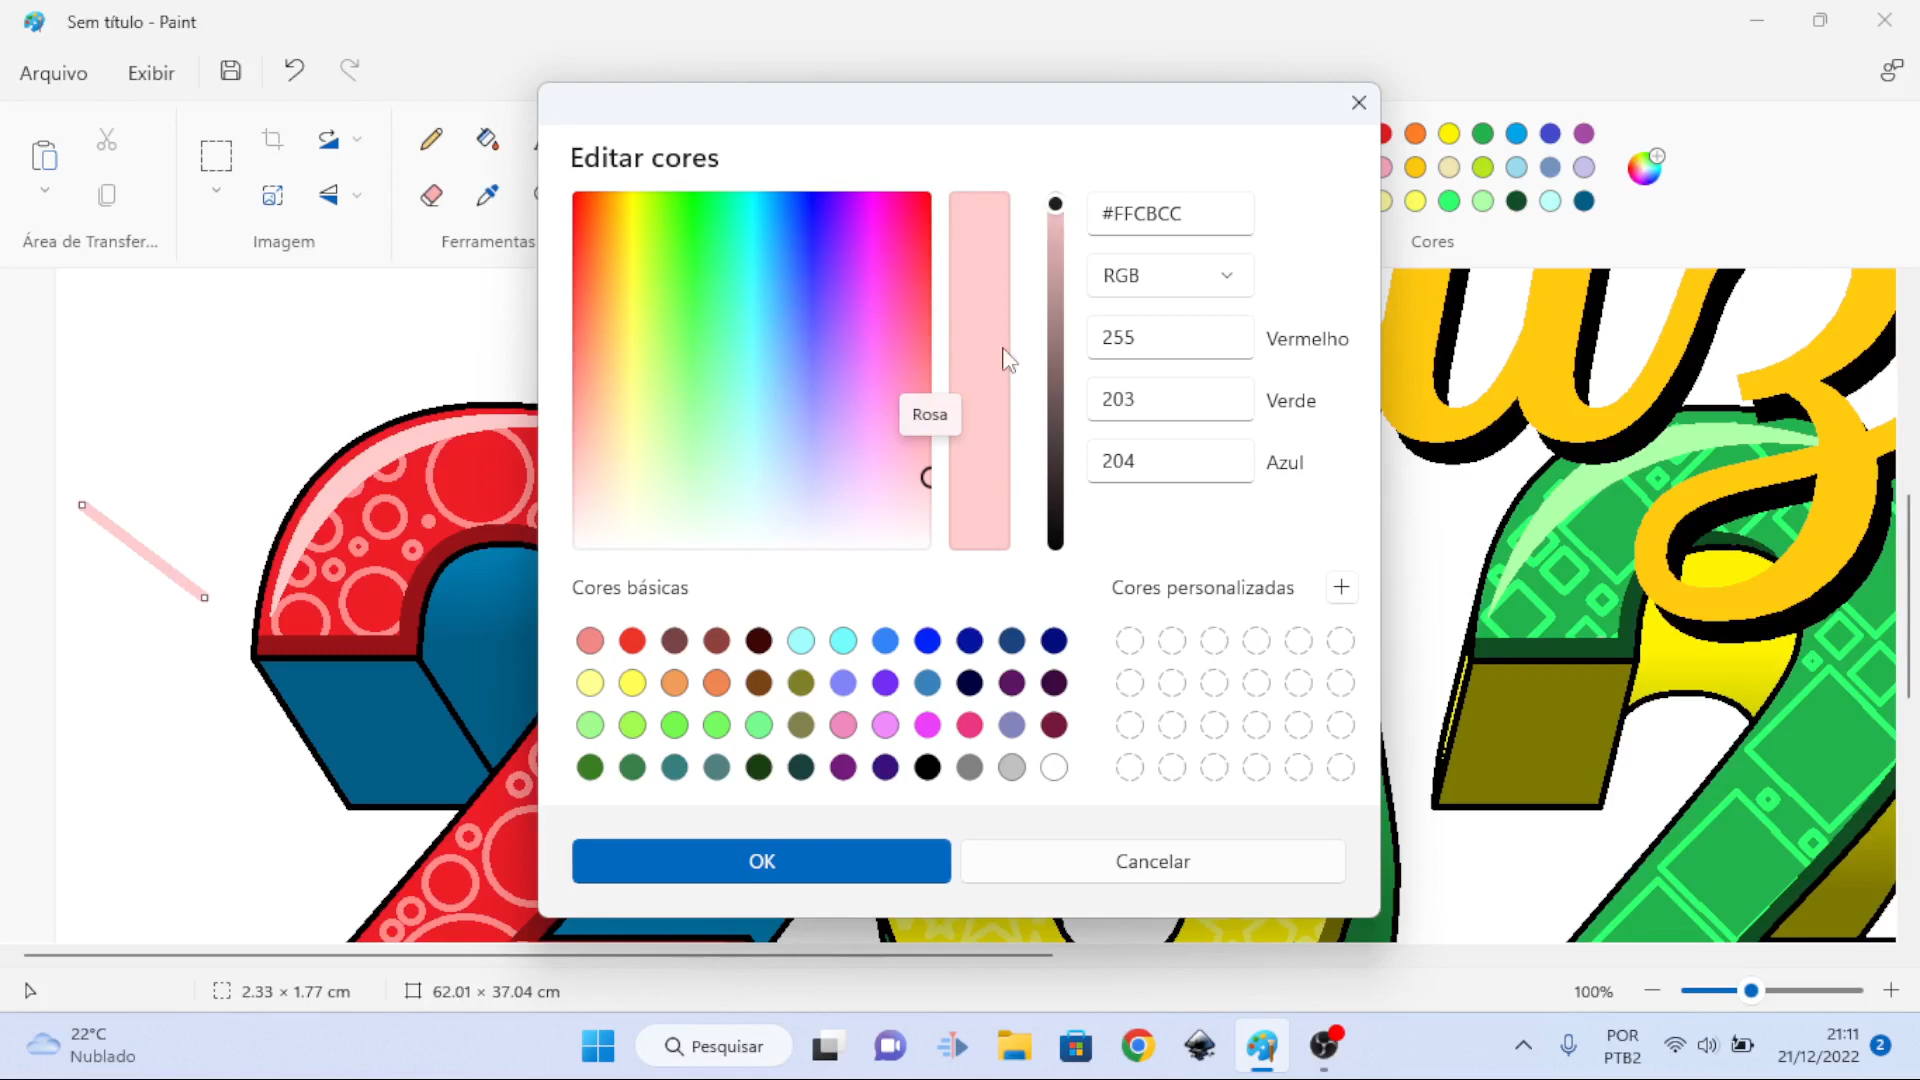 Sem título - Paint
Arquivo
Exibir
Área de Transfer...
Imagem
Ferramentas
Cores
Editar cores
#FFCBCC
RGB
255
Vermelho
203
Verde
204
Azul
Rosa
Cores básicas
Cores personalizadas
OK
Cancelar
2.33 × 1.77 cm
62.01 × 37.04 cm
100%
22°C
Nublado
Pesquisar
POR
PTB2
21:11
21/12/2022
2